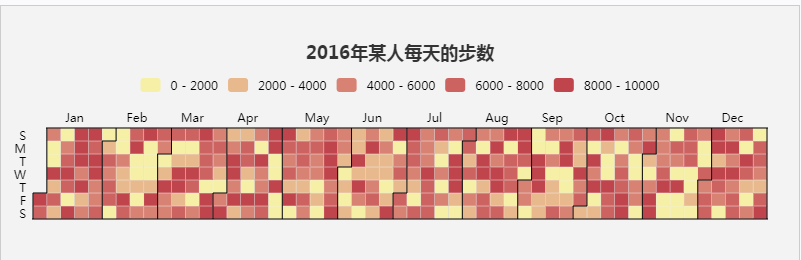 2016年某人每天的步数
0 - 2000 2000 - 4000 4000 - 6000 6000 - 8000 8000 - 10000
Jan Feb Mar Apr May Jun Jul Aug Sep Oct Nov Dec
S
M
T
W
T
F
S